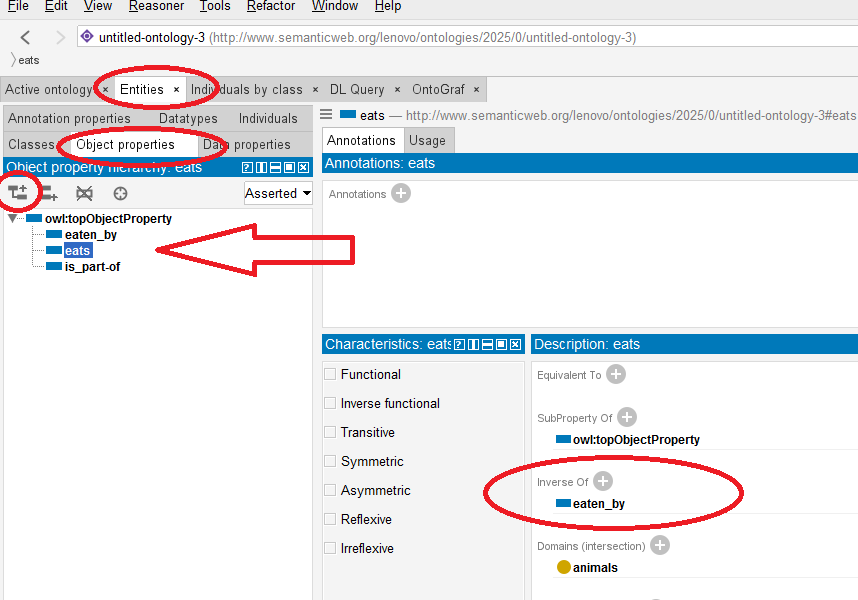 File Edit View Reasoner Tools Refactor Window Help
untitled-ontology-3 (http://www.semanticweb.org/lenovo/ontologies/2025/0/untitled-ontology-3)
eats
Active ontology × Entities × Individuals by class × DL Query × OntoGraf ×
Annotation properties Datatypes Individuals
Classes Object properties Data properties
Object property hierarchy: eats
Asserted
owl:topObjectProperty
eaten_by
eats
is_part-of
eats — http://www.semanticweb.org/lenovo/ontologies/2025/0/untitled-ontology-3#eats
Annotations Usage
Annotations: eats
Annotations
Characteristics: eats
Functional
Inverse functional
Transitive
Symmetric
Asymmetric
Reflexive
Irreflexive
Description: eats
Equivalent To
SubProperty Of
owl:topObjectProperty
Inverse Of
eaten_by
Domains (intersection)
animals